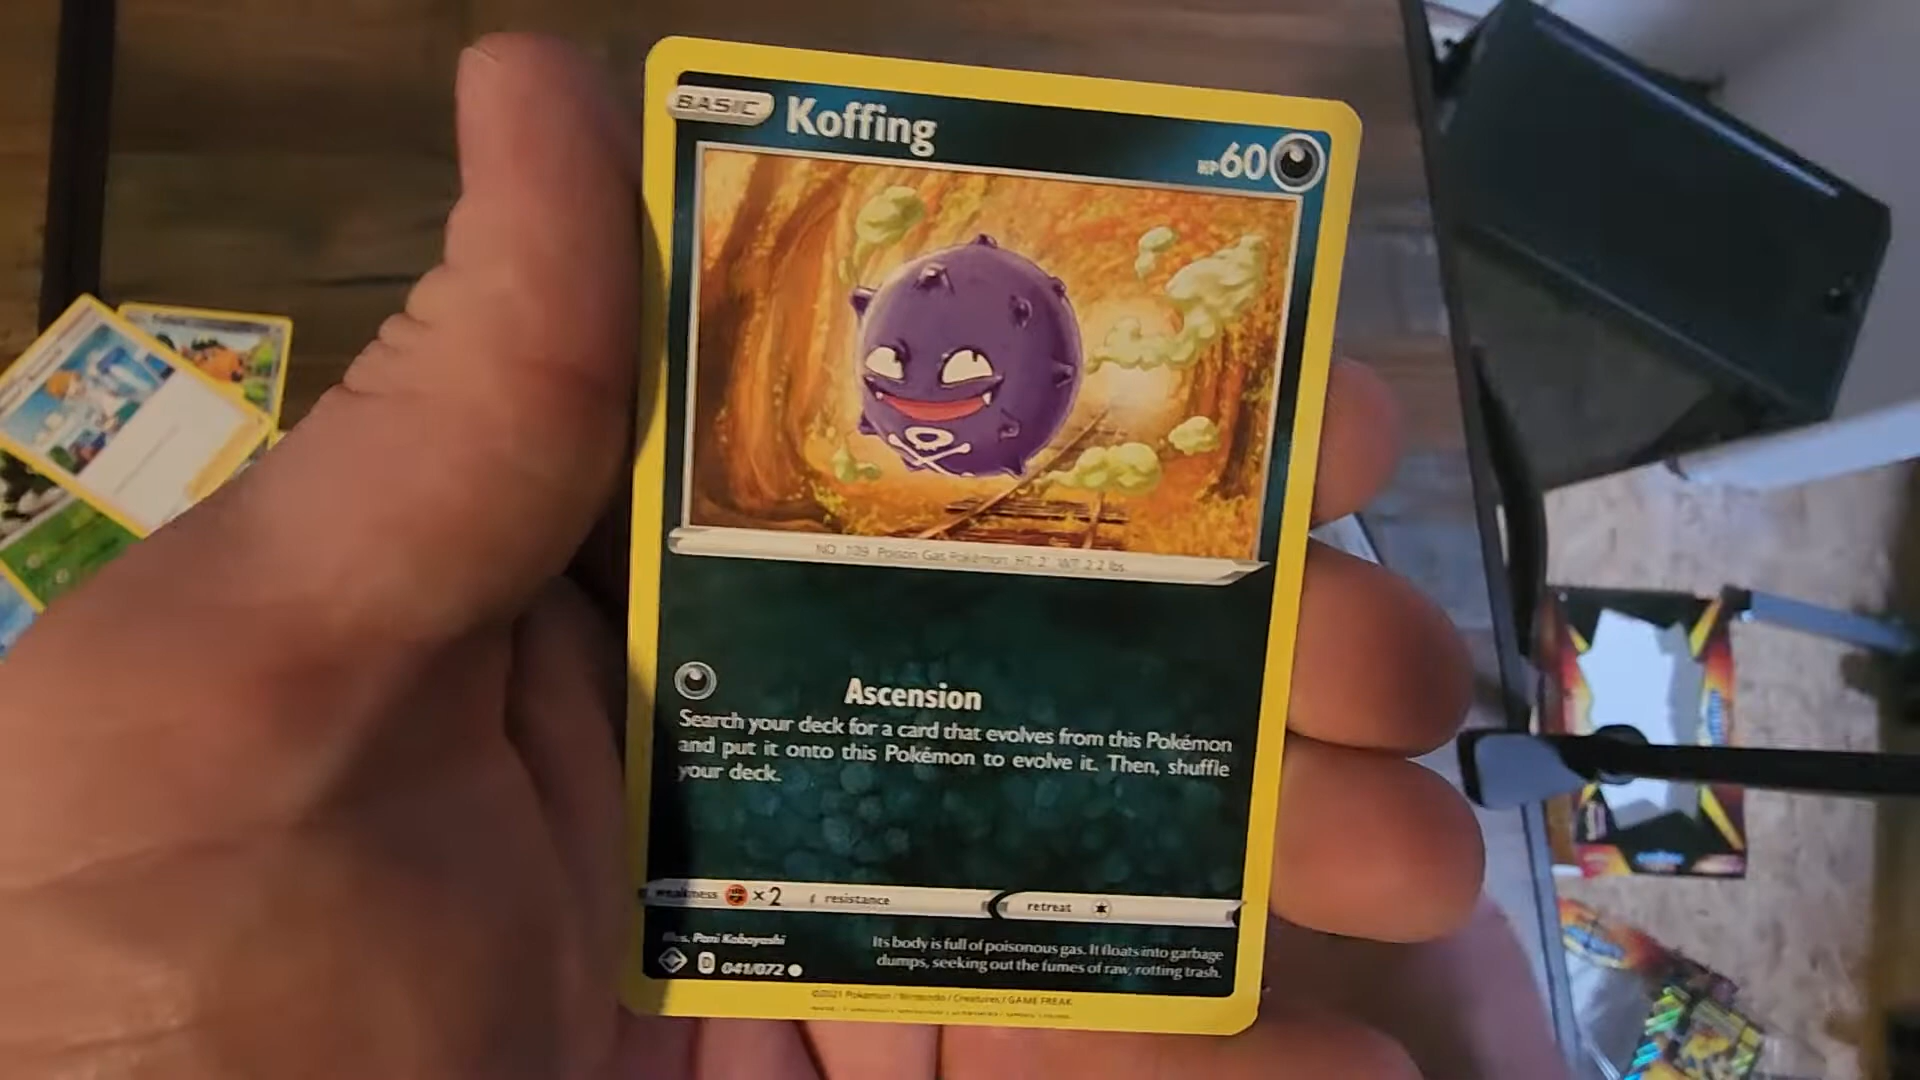 BASIC Koffing HP 60
NO. 109 Poison Gas Pokémon HT 2' WT 2.2 lbs.
Ascension
Search your deck for a card that evolves from this Pokémon
and put it onto this Pokémon to evolve it. Then, shuffle
your deck.
weakness ×2 resistance retreat
Illus. Pani Kobayashi
D 041/072
Its body is full of poisonous gas. It floats into garbage
dumps, seeking out the fumes of raw, rotting trash.
©2021 Pokémon / Nintendo / Creatures / GAME FREAK